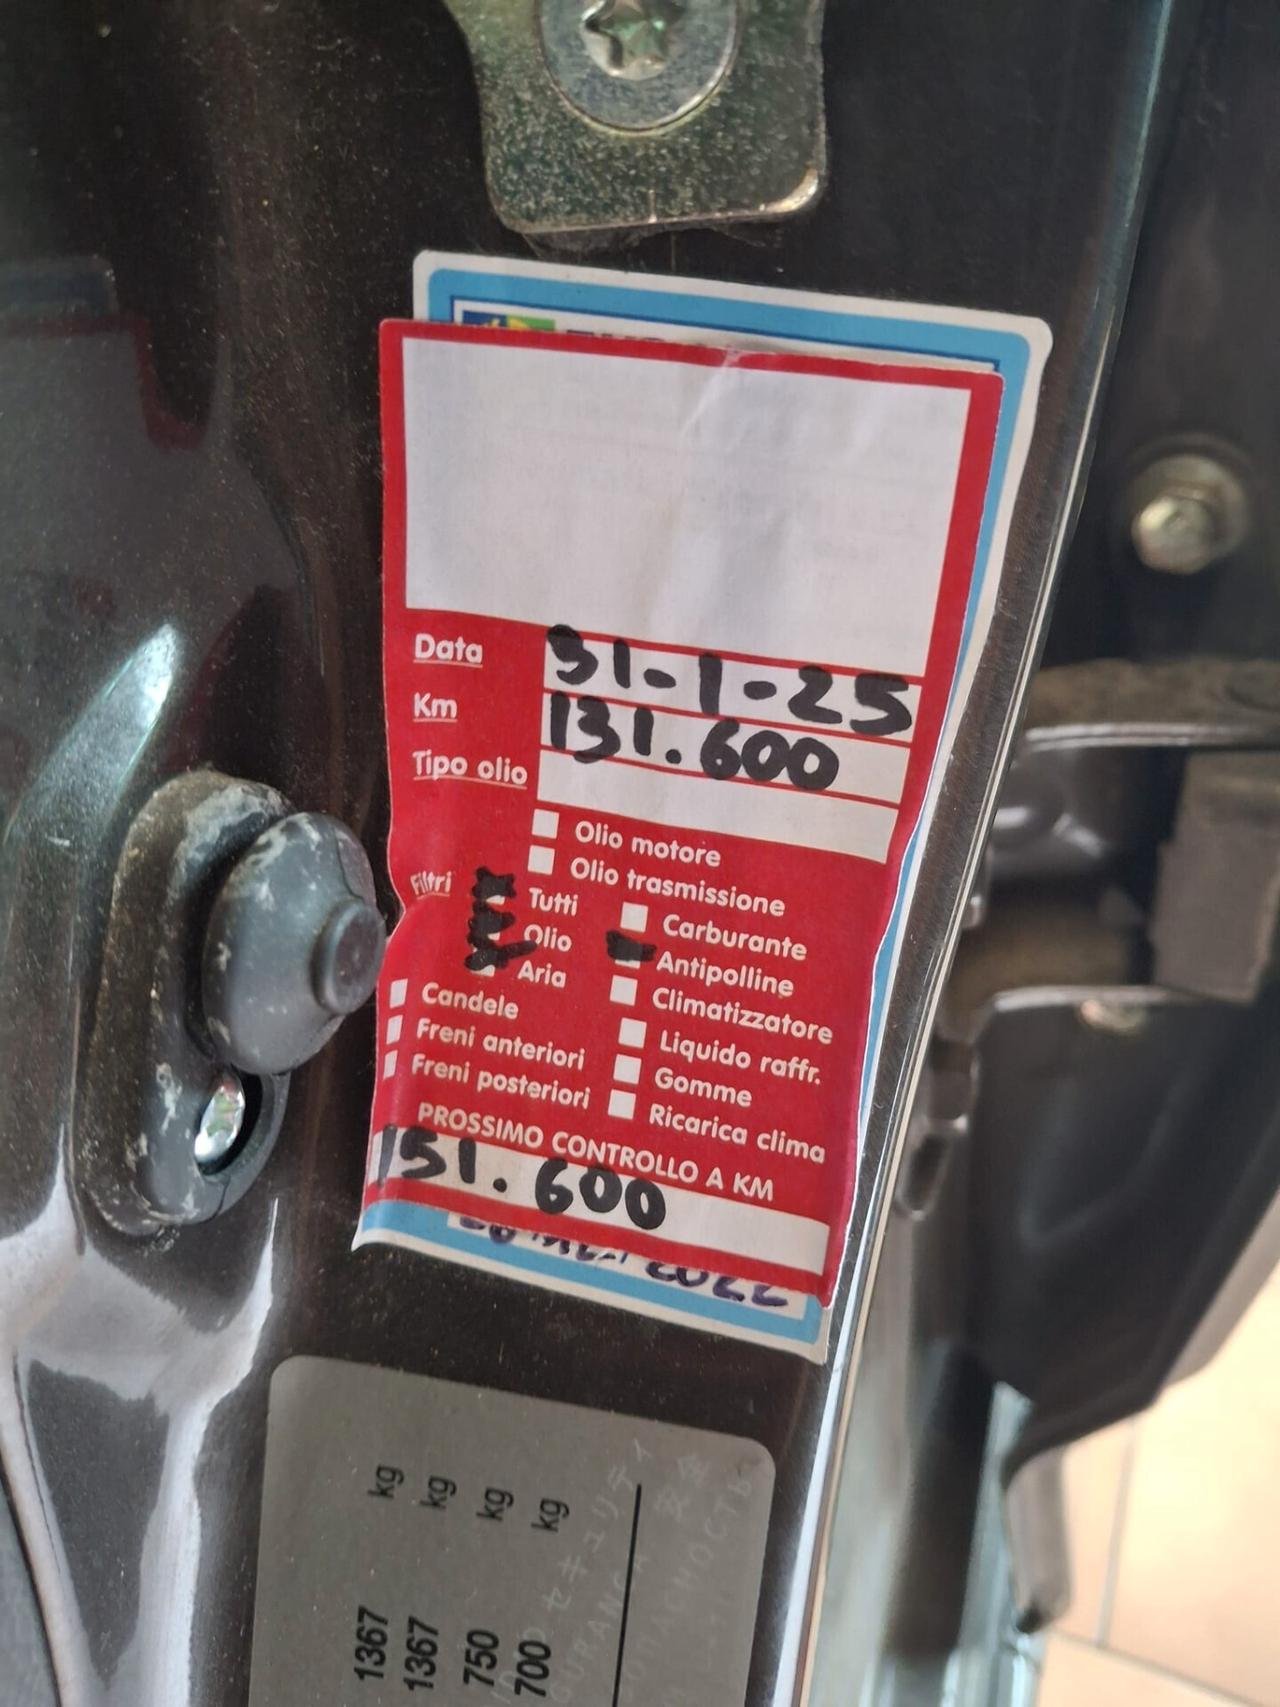 Data 31-1-25
Km 131.600
Tipo olio
Olio motore
Olio trasmissione
Filtri Tutti Carburante
Olio Antipolline
Aria Climatizzatore
Candele Liquido raffr.
Freni anteriori Gomme
Freni posteriori Ricarica clima
PROSSIMO CONTROLLO A KM
151.600
2022
1367 kg
1367 kg
750 kg
700 kg